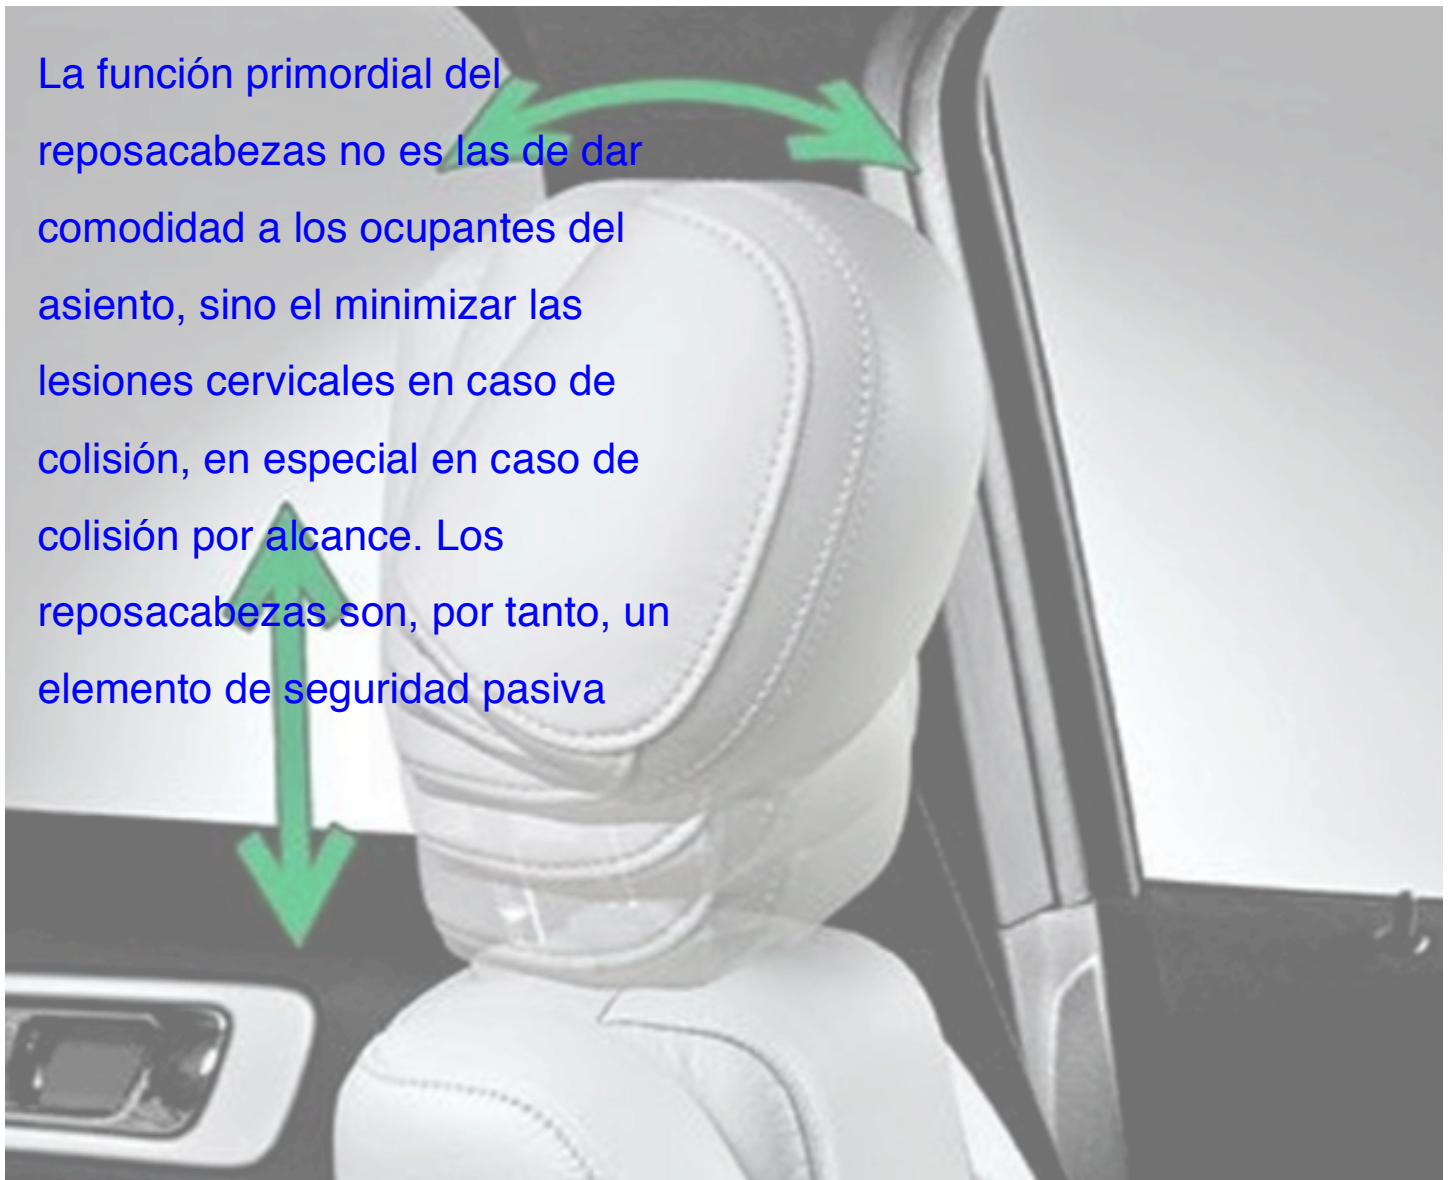 La función primordial del
reposacabezas no es las de dar
comodidad a los ocupantes del
asiento, sino el minimizar las
lesiones cervicales en caso de
colisión, en especial en caso de
colisión por alcance. Los
reposacabezas son, por tanto, un
elemento de seguridad pasiva